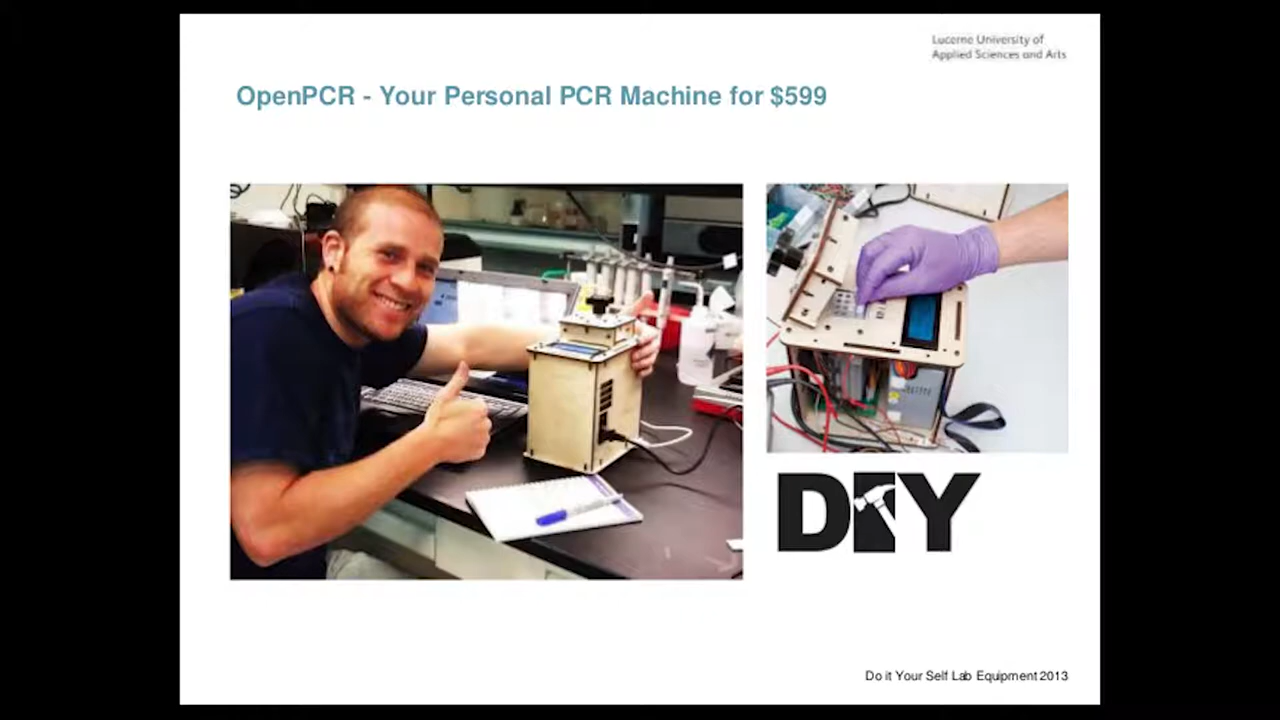 Lucerne University of
Applied Sciences and Arts
OpenPCR - Your Personal PCR Machine for $599
DIY
Do it Your Self Lab Equipment 2013